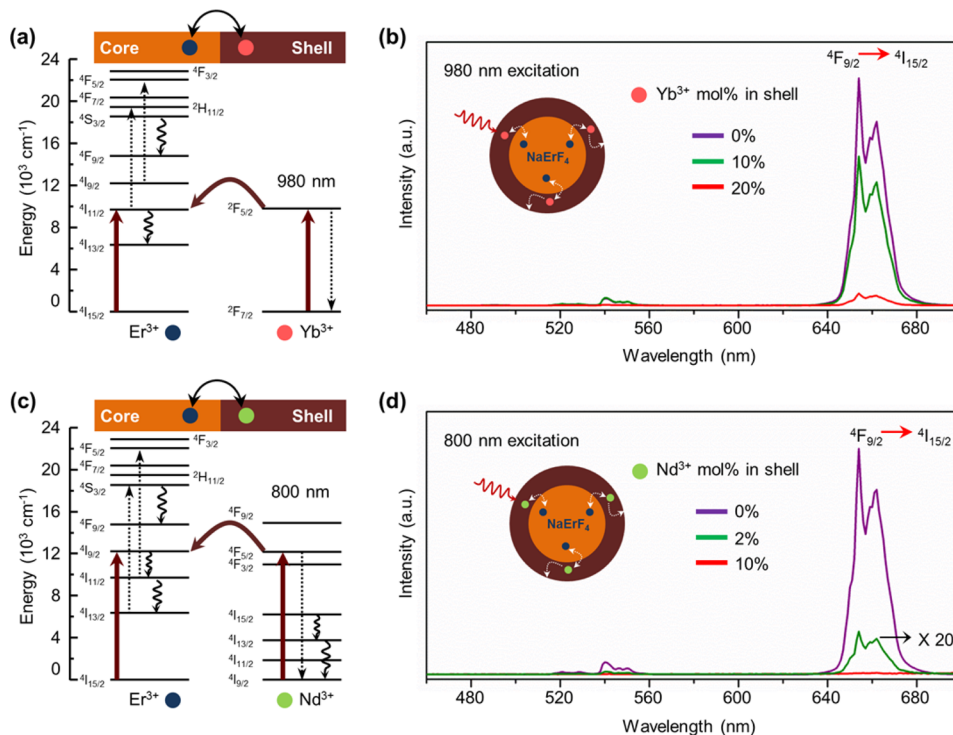 (a)
Core
Shell
24
20
16
12
8
4
0
Energy (10³ cm⁻¹)
⁴F₃/₂
⁴F₅/₂
⁴F₇/₂
²H₁₁/₂
⁴S₃/₂
⁴F₉/₂
⁴I₉/₂
⁴I₁₁/₂
⁴I₁₃/₂
⁴I₁₅/₂
980 nm
²F₅/₂
²F₇/₂
Er³⁺
Yb³⁺
(b)
980 nm excitation
NaErF₄
Yb³⁺ mol% in shell
0%
10%
20%
⁴F₉/₂ → ⁴I₁₅/₂
Intensity (a.u.)
480 520 560 600 640 680
Wavelength (nm)
(c)
Core
Shell
24
20
16
12
8
4
0
Energy (10³ cm⁻¹)
⁴F₃/₂
⁴F₅/₂
⁴F₇/₂
²H₁₁/₂
⁴S₃/₂
⁴F₉/₂
⁴I₉/₂
⁴I₁₁/₂
⁴I₁₃/₂
⁴I₁₅/₂
800 nm
⁴F₉/₂
⁴F₅/₂
⁴F₃/₂
⁴I₁₅/₂
⁴I₁₃/₂
⁴I₁₁/₂
⁴I₉/₂
Er³⁺
Nd³⁺
(d)
800 nm excitation
NaErF₄
Nd³⁺ mol% in shell
0%
2%
10%
⁴F₉/₂ → ⁴I₁₅/₂
X 20
Intensity (a.u.)
480 520 560 600 640 680
Wavelength (nm)